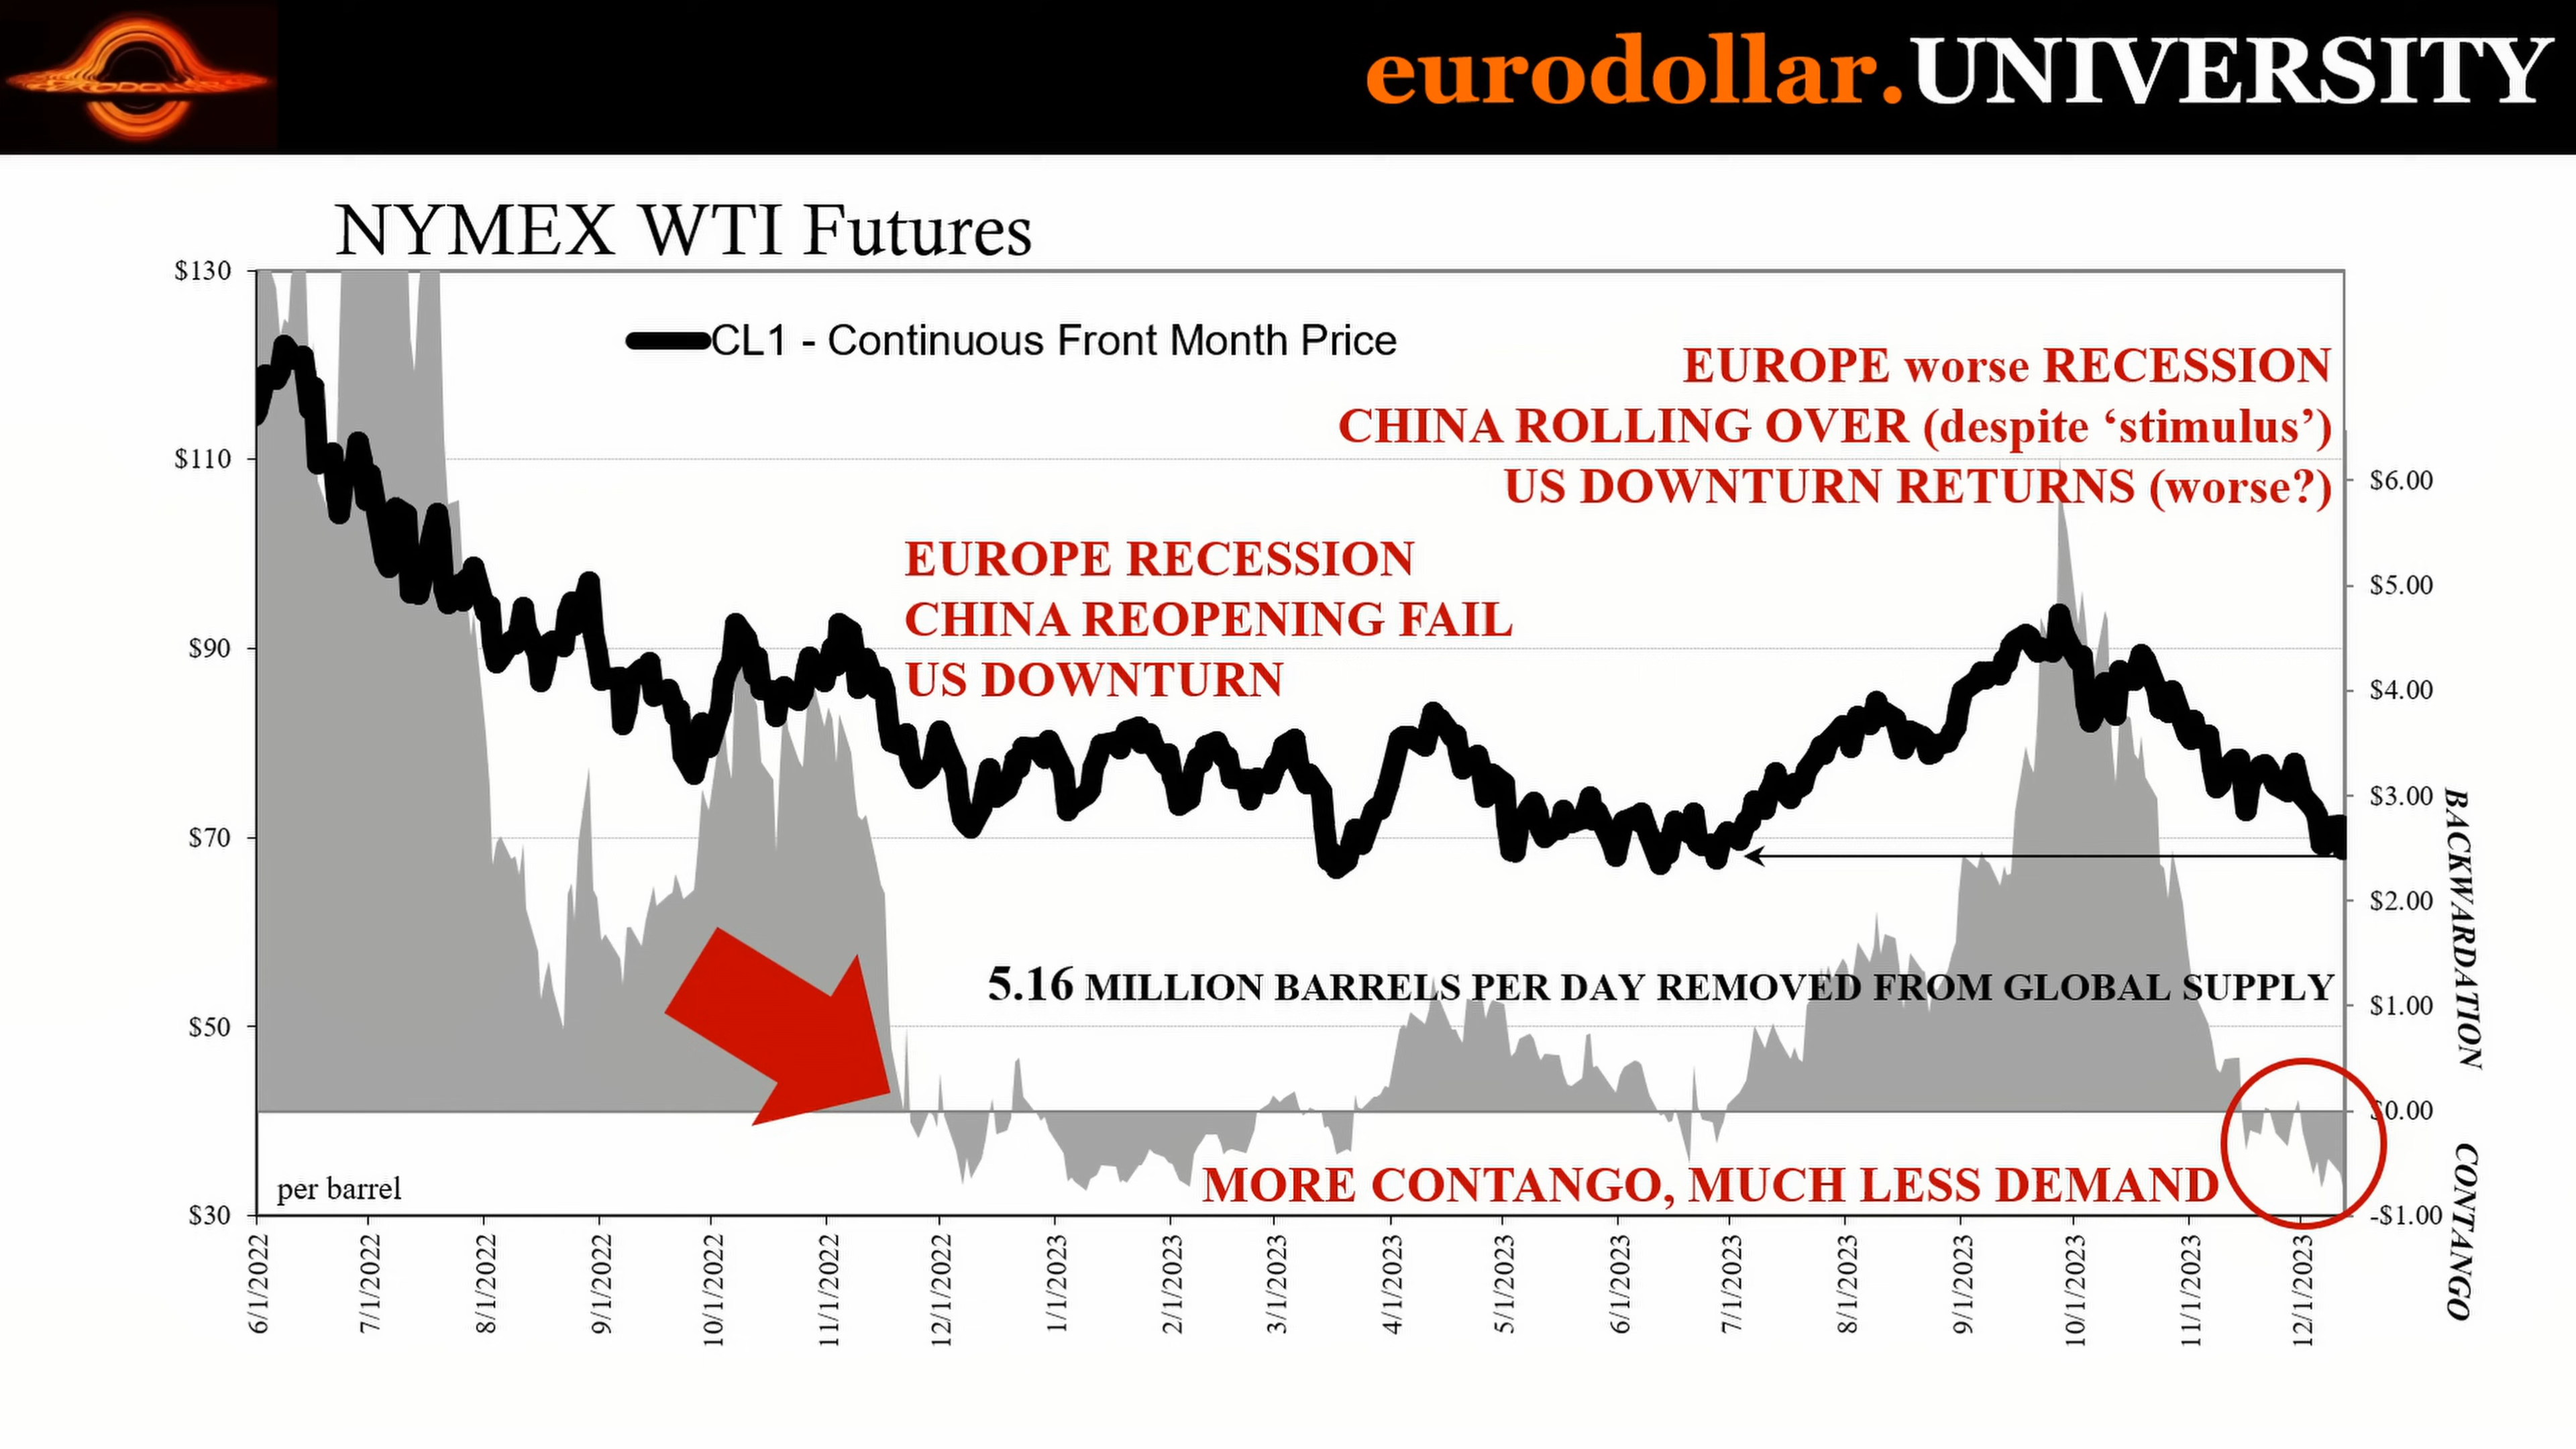 eurodollar.UNIVERSITY
NYMEX WTI Futures
$130
$110
$90
$70
$50
$30
CL1 - Continuous Front Month Price
EUROPE worse RECESSION
CHINA ROLLING OVER (despite ‘stimulus’)
US DOWNTURN RETURNS (worse?)
EUROPE RECESSION
CHINA REOPENING FAIL
US DOWNTURN
5.16 MILLION BARRELS PER DAY REMOVED FROM GLOBAL SUPPLY
MORE CONTANGO, MUCH LESS DEMAND
per barrel
$6.00
$5.00
$4.00
$3.00
$2.00
$1.00
$0.00
-$1.00
BACKWARDATION
CONTANGO
6/1/2022
7/1/2022
8/1/2022
9/1/2022
10/1/2022
11/1/2022
12/1/2022
1/1/2023
2/1/2023
3/1/2023
4/1/2023
5/1/2023
6/1/2023
7/1/2023
8/1/2023
9/1/2023
10/1/2023
11/1/2023
12/1/2023